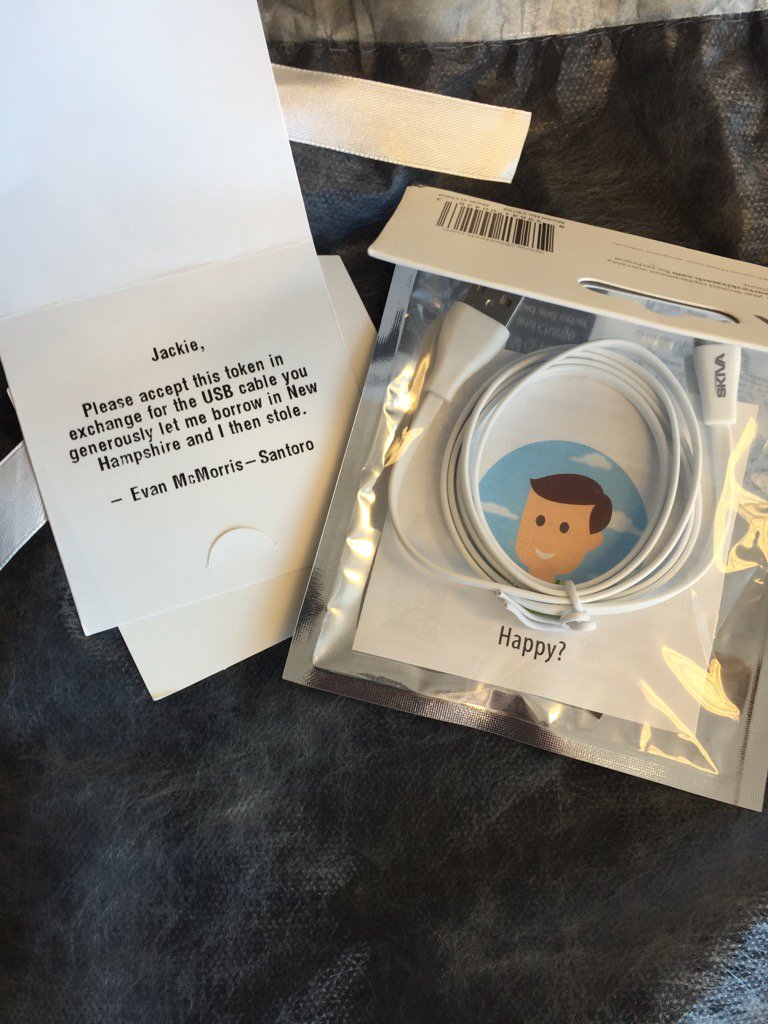 Jackie,
Please accept this token in
exchange for the USB cable you
generously let me borrow in New
Hampshire and I then stole.
– Evan McMorris–Santoro
SKIVA
Happy?